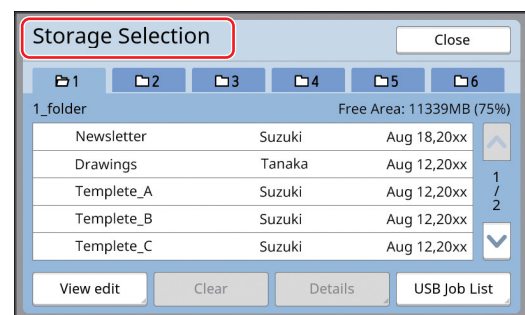 Storage Selection Close
1 2 3 4 5 6
1_folder Free Area: 11339MB (75%)
Newsletter Suzuki Aug 18,20xx
Drawings Tanaka Aug 12,20xx
Templete_A Suzuki Aug 12,20xx
Templete_B Suzuki Aug 12,20xx
Templete_C Suzuki Aug 12,20xx
1
/
2
View edit Clear Details USB Job List